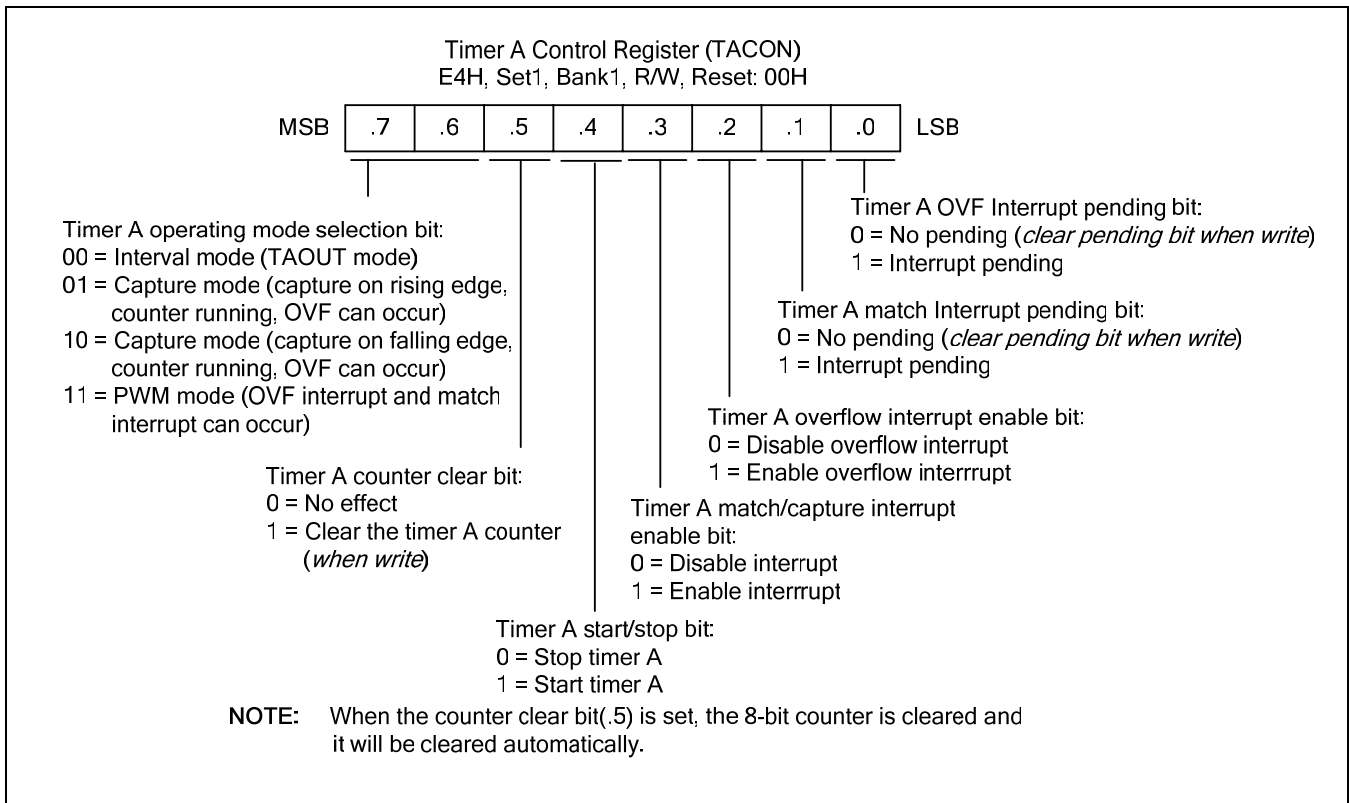 Timer A Control Register (TACON)
E4H, Set1, Bank1, R/W, Reset: 00H
MSB .7 .6 .5 .4 .3 .2 .1 .0 LSB
Timer A operating mode selection bit:
00 = Interval mode (TAOUT mode)
01 = Capture mode (capture on rising edge,
counter running, OVF can occur)
10 = Capture mode (capture on falling edge,
counter running, OVF can occur)
11 = PWM mode (OVF interrupt and match
interrupt can occur)
Timer A counter clear bit:
0 = No effect
1 = Clear the timer A counter
(when write)
Timer A start/stop bit:
0 = Stop timer A
1 = Start timer A
Timer A match/capture interrupt
enable bit:
0 = Disable interrupt
1 = Enable interrrupt
Timer A overflow interrupt enable bit:
0 = Disable overflow interrupt
1 = Enable overflow interrrupt
Timer A match Interrupt pending bit:
0 = No pending (clear pending bit when write)
1 = Interrupt pending
Timer A OVF Interrupt pending bit:
0 = No pending (clear pending bit when write)
1 = Interrupt pending
NOTE: When the counter clear bit(.5) is set, the 8-bit counter is cleared and
it will be cleared automatically.